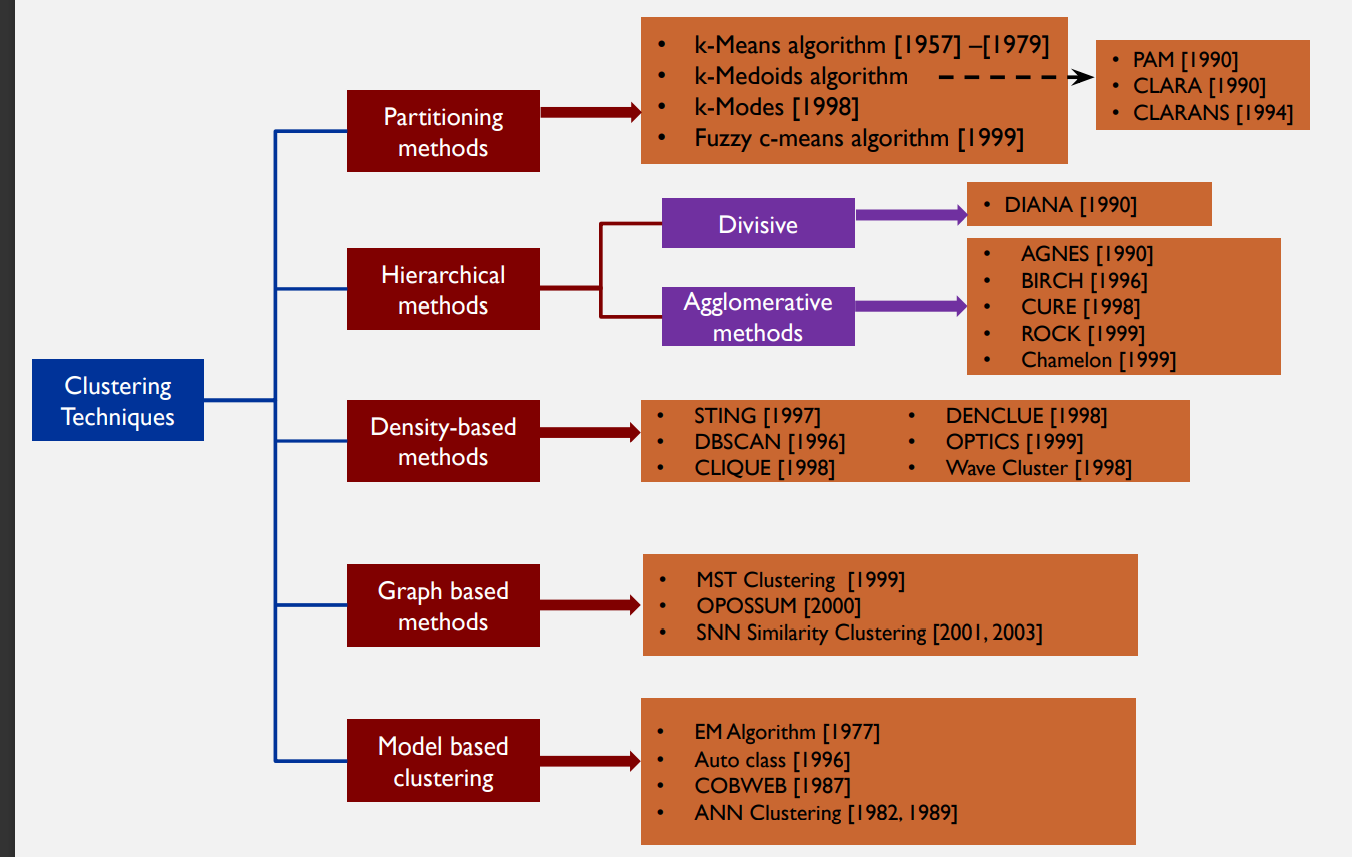 Clustering
Techniques
Partitioning
methods
• k-Means algorithm [1957] –[1979]
• k-Medoids algorithm
• k-Modes [1998]
• Fuzzy c-means algorithm [1999]
• PAM [1990]
• CLARA [1990]
• CLARANS [1994]
Hierarchical
methods
Divisive
• DIANA [1990]
Agglomerative
methods
• AGNES [1990]
• BIRCH [1996]
• CURE [1998]
• ROCK [1999]
• Chamelon [1999]
Density-based
methods
• STING [1997]
• DBSCAN [1996]
• CLIQUE [1998]
• DENCLUE [1998]
• OPTICS [1999]
• Wave Cluster [1998]
Graph based
methods
• MST Clustering [1999]
• OPOSSUM [2000]
• SNN Similarity Clustering [2001, 2003]
Model based
clustering
• EM Algorithm [1977]
• Auto class [1996]
• COBWEB [1987]
• ANN Clustering [1982, 1989]